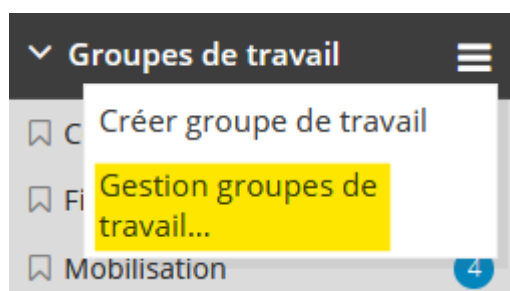 Groupes de travail
Créer groupe de travail
Gestion groupes de
travail...
Mobilisation 4